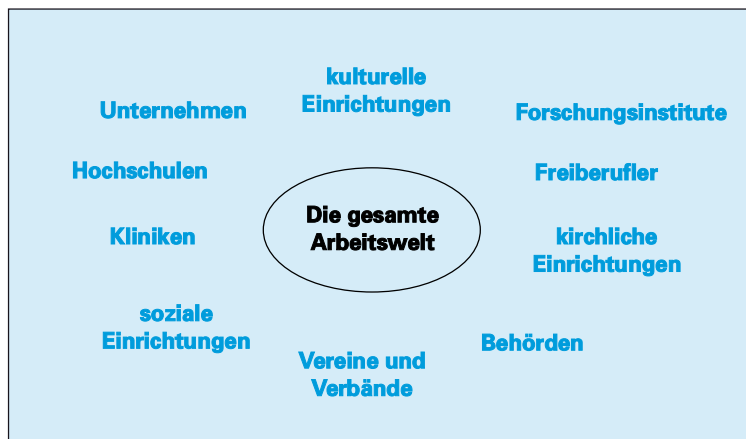 kulturelle
Einrichtungen
Unternehmen
Forschungsinstitute
Hochschulen
Freiberufler
Die gesamte
Arbeitswelt
Kliniken
kirchliche
Einrichtungen
soziale
Einrichtungen
Behörden
Vereine und
Verbände